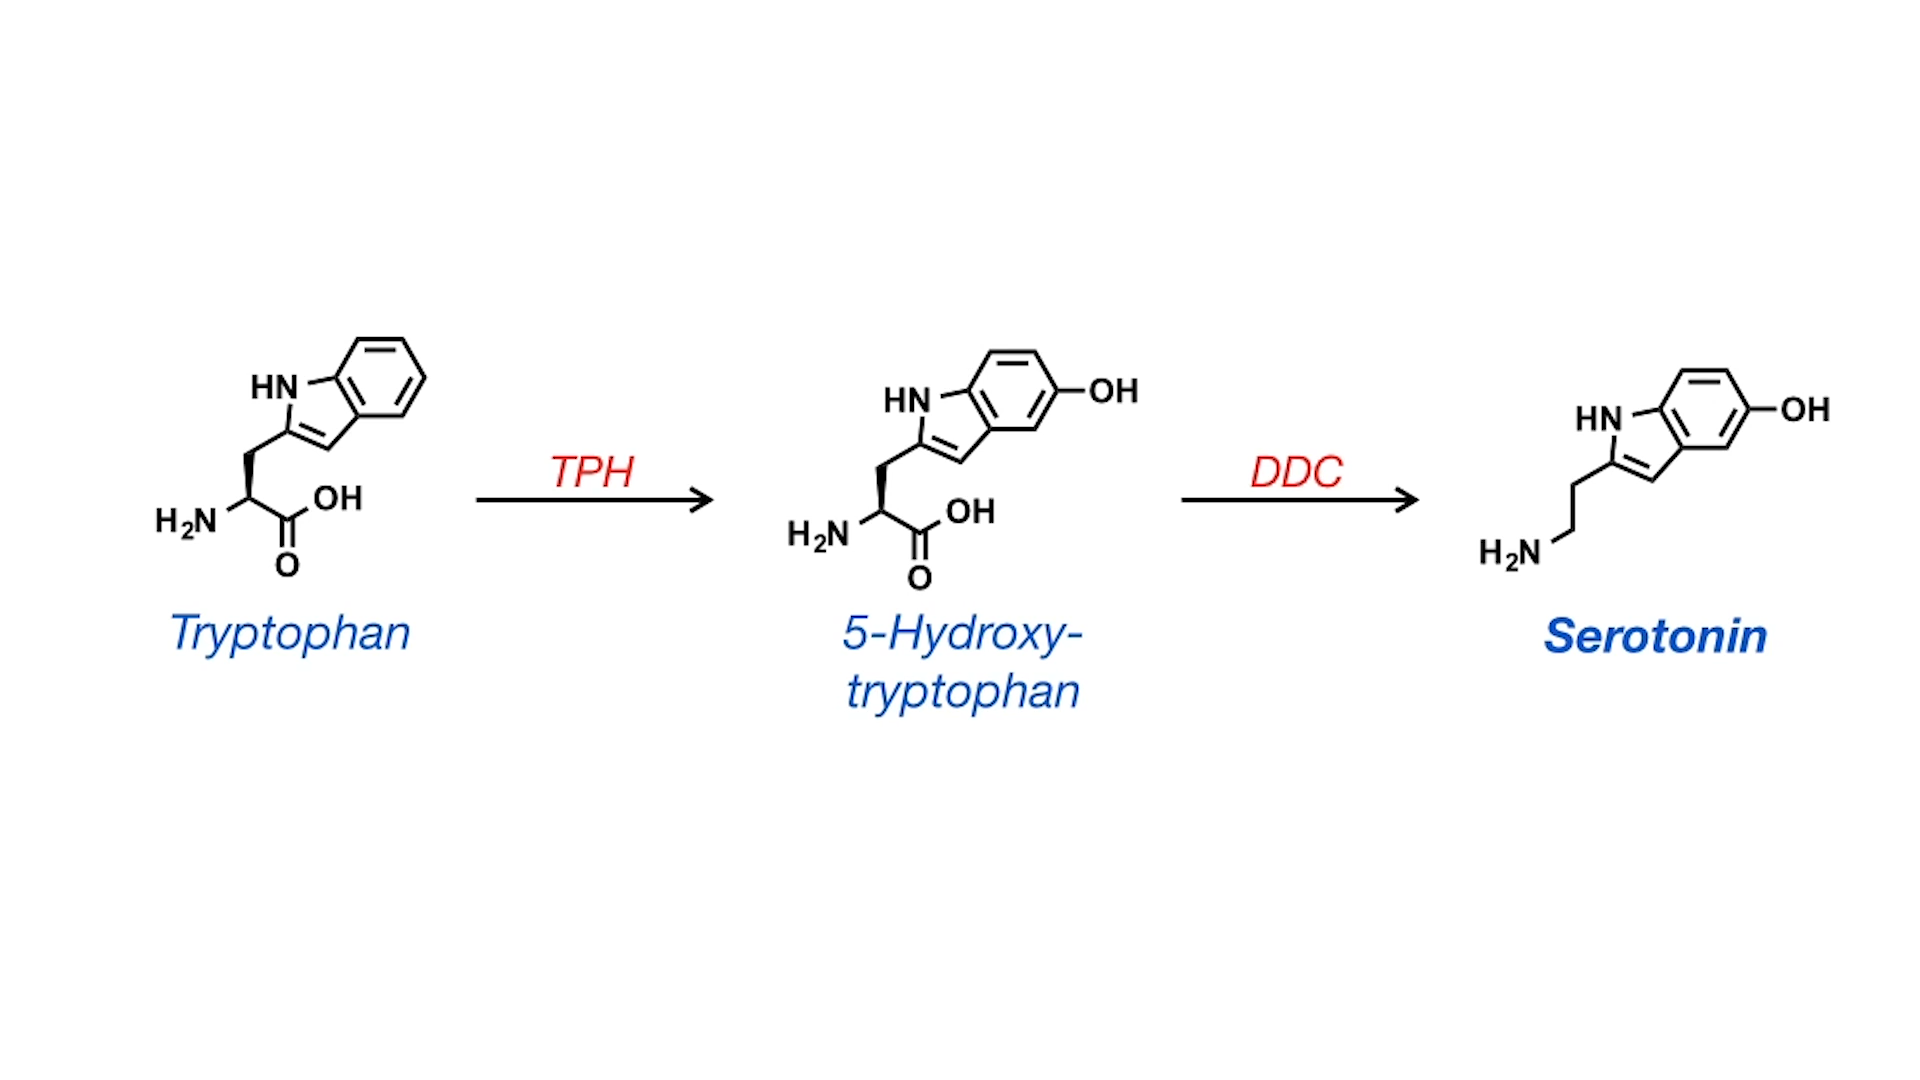 HN
H₂N
OH
O
Tryptophan
TPH
HN
OH
H₂N
OH
O
5-Hydroxy-
tryptophan
DDC
HN
OH
H₂N
Serotonin